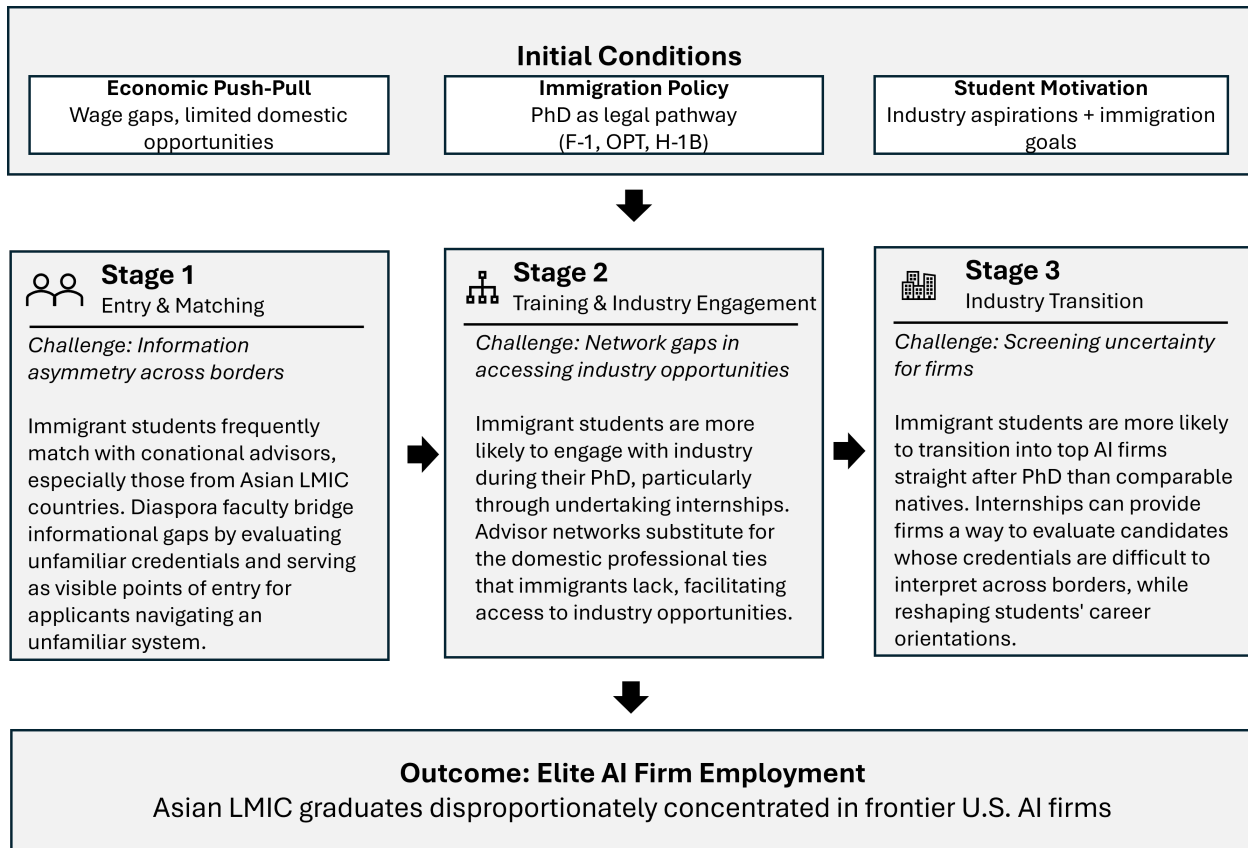 Initial Conditions
Economic Push-Pull
Wage gaps, limited domestic
opportunities
Immigration Policy
PhD as legal pathway
(F-1, OPT, H-1B)
Student Motivation
Industry aspirations + immigration
goals
Stage 1
Entry & Matching
Challenge: Information
asymmetry across borders
Immigrant students frequently
match with conational advisors,
especially those from Asian LMIC
countries. Diaspora faculty bridge
informational gaps by evaluating
unfamiliar credentials and serving
as visible points of entry for
applicants navigating an
unfamiliar system.
Stage 2
Training & Industry Engagement
Challenge: Network gaps in
accessing industry opportunities
Immigrant students are more
likely to engage with industry
during their PhD, particularly
through undertaking internships.
Advisor networks substitute for
the domestic professional ties
that immigrants lack, facilitating
access to industry opportunities.
Stage 3
Industry Transition
Challenge: Screening uncertainty
for firms
Immigrant students are more likely
to transition into top AI firms
straight after PhD than comparable
natives. Internships can provide
firms a way to evaluate candidates
whose credentials are difficult to
interpret across borders, while
reshaping students' career
orientations.
Outcome: Elite AI Firm Employment
Asian LMIC graduates disproportionately concentrated in frontier U.S. AI firms